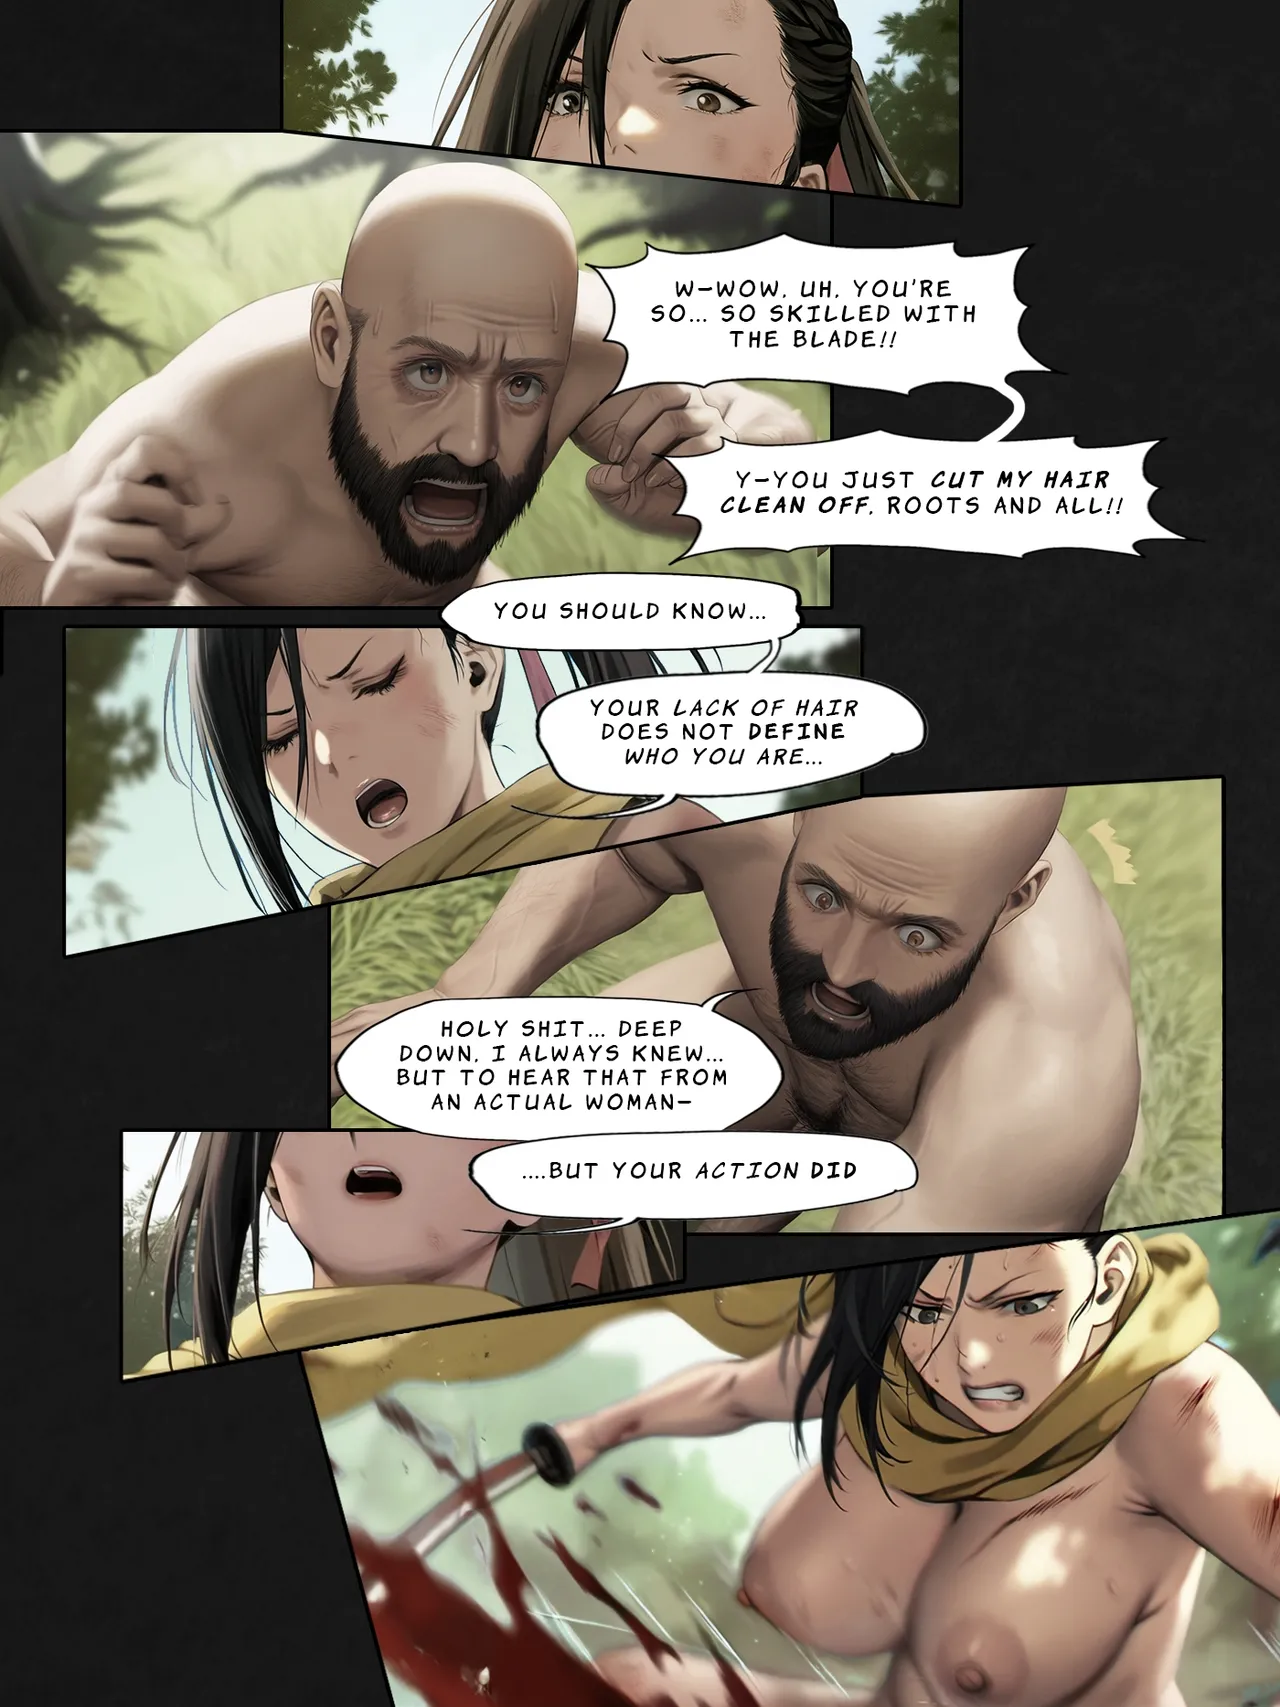 W-WOW, UH, YOU'RE
SO... SO SKILLED WITH
THE BLADE!!
Y-YOU JUST CUT MY HAIR
CLEAN OFF, ROOTS AND ALL!!
YOU SHOULD KNOW...
YOUR LACK OF HAIR
DOES NOT DEFINE
WHO YOU ARE...
HOLY SHIT... DEEP
DOWN, I ALWAYS KNEW...
BUT TO HEAR THAT FROM
AN ACTUAL WOMAN-
....BUT YOUR ACTION DID